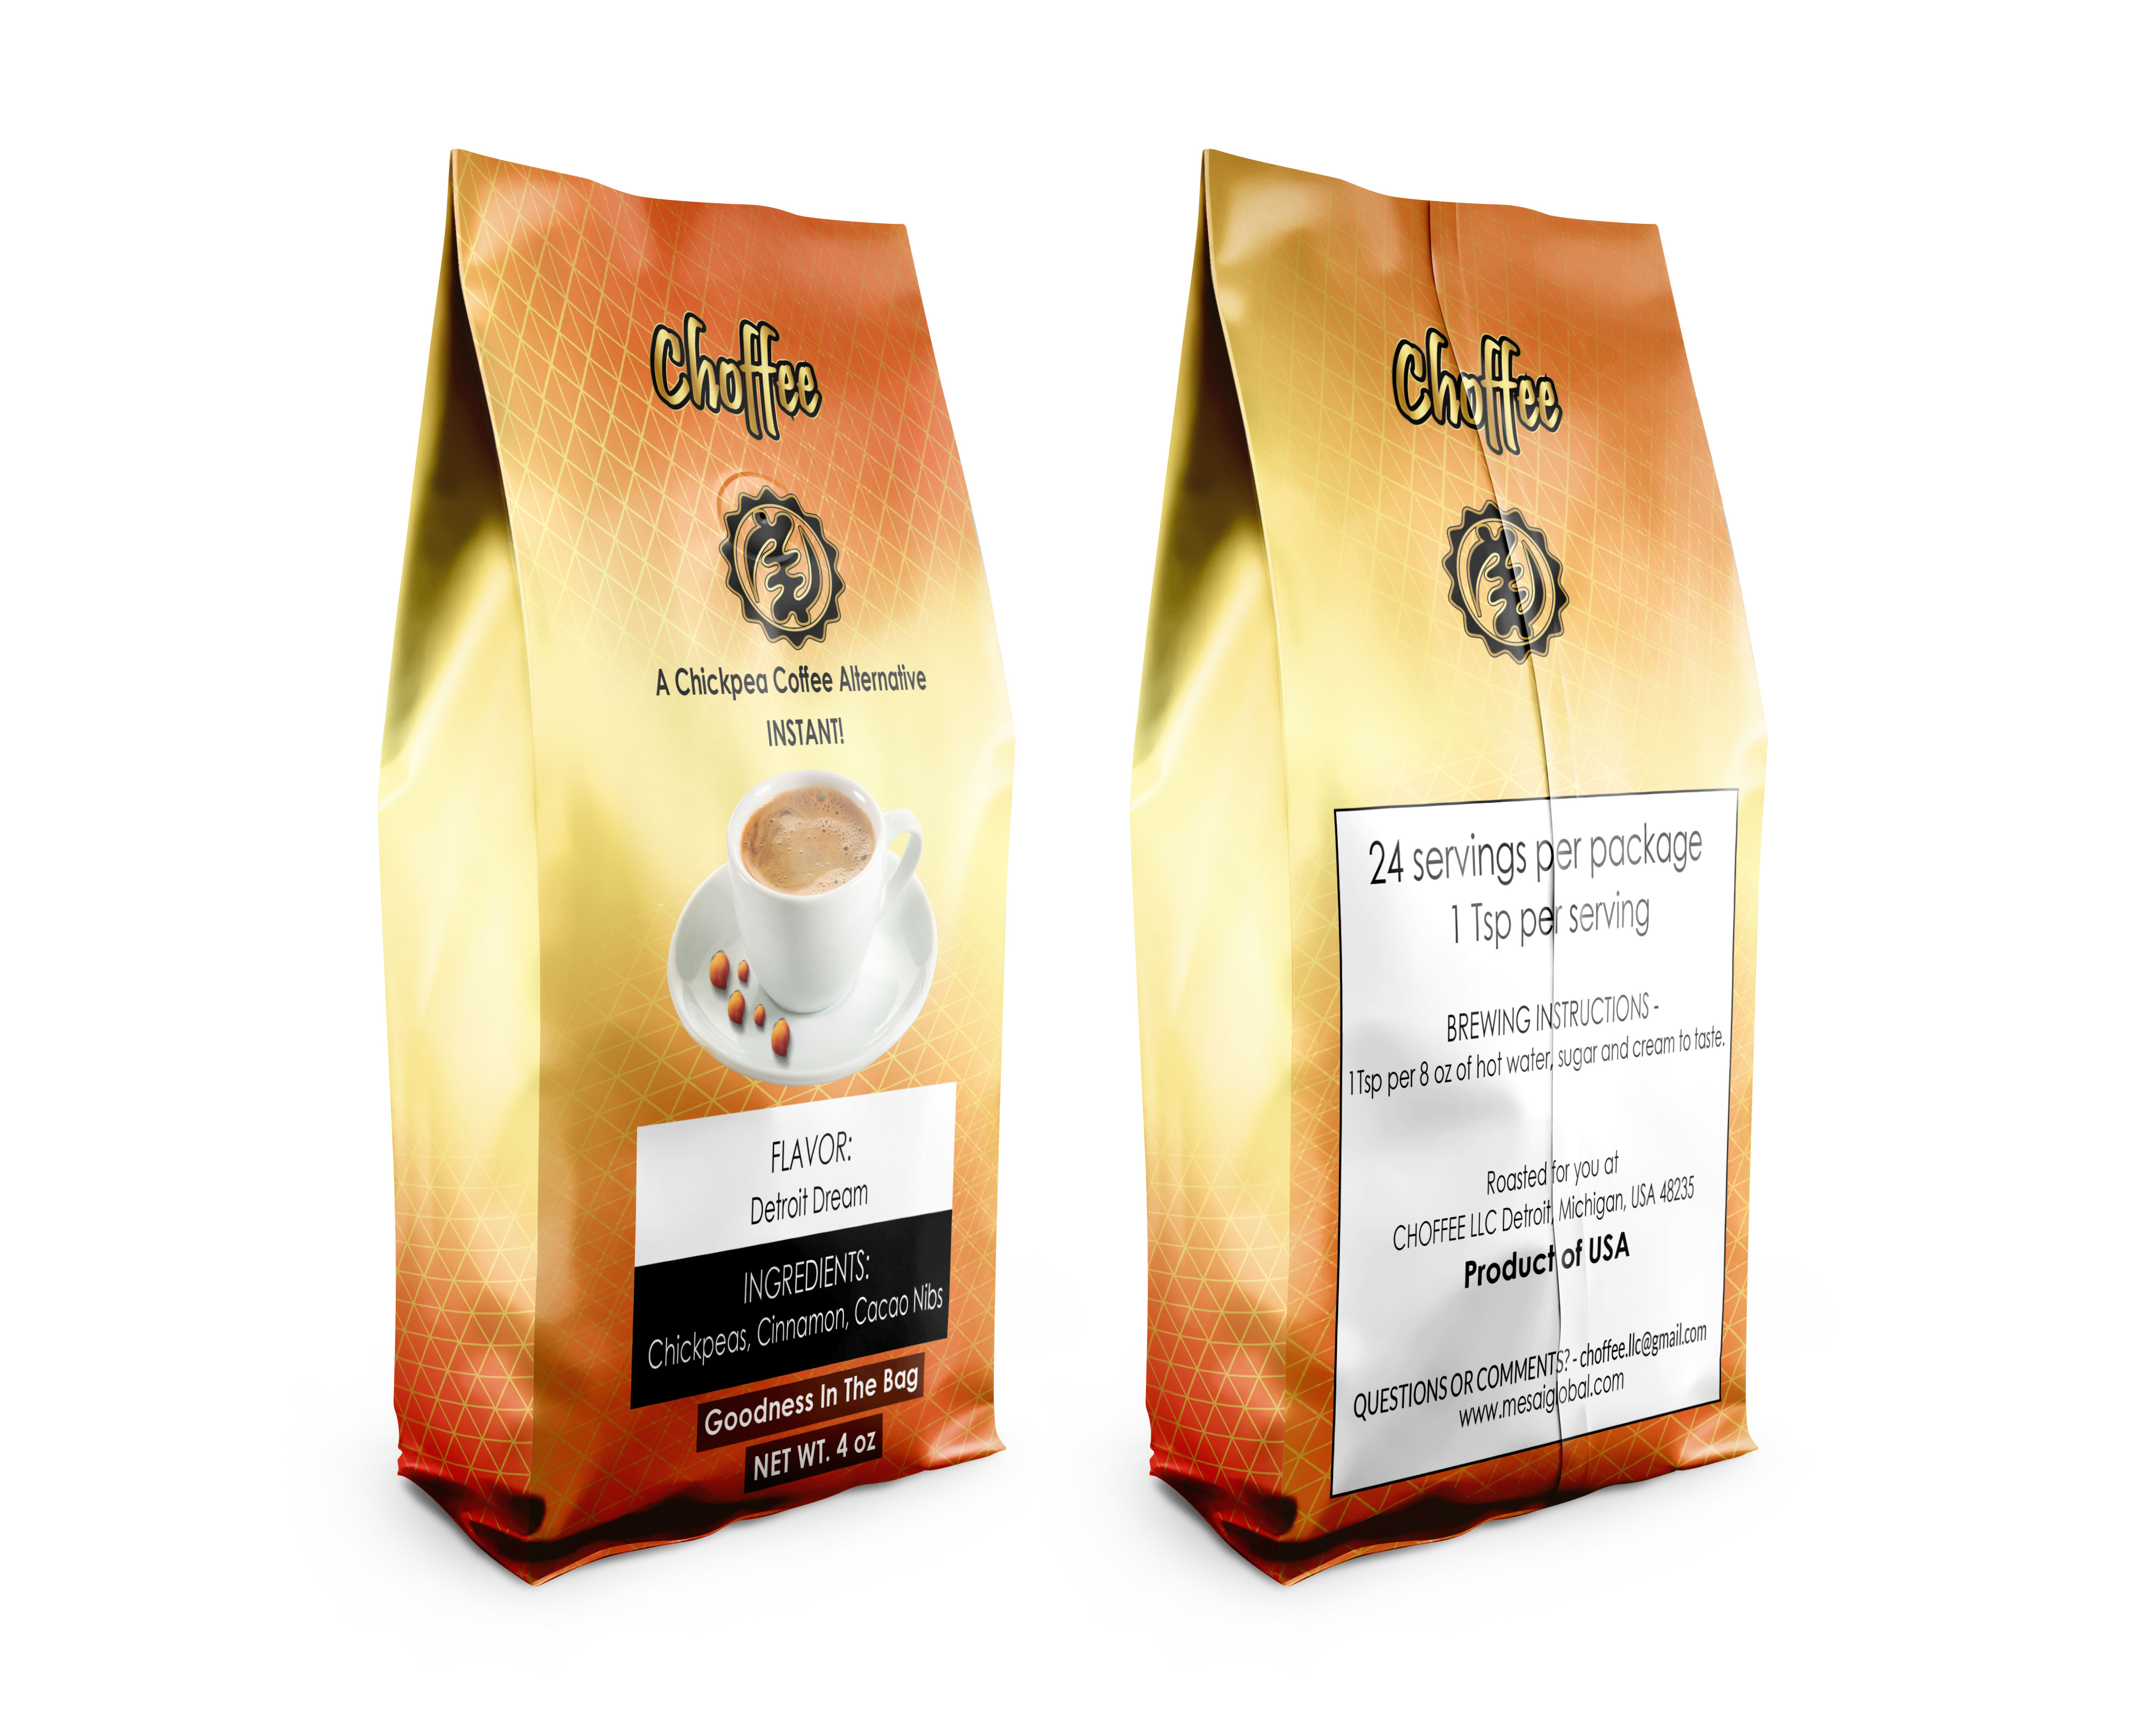 Choffee
A Chickpea Coffee Alternative
INSTANT!
FLAVOR:
Detroit Dream
INGREDIENTS:
Chickpeas, Cinnamon, Cacao Nibs
Goodness In The Bag
NET WT. 4 oz
Choffee
24 servings per package
1 Tsp per serving
BREWING INSTRUCTIONS -
1Tsp per 8 oz of hot water, sugar and cream to taste.
Roasted for you at
CHOFFEE LLC Detroit, Michigan, USA 48235
Product of USA
QUESTIONS OR COMMENTS? - choffee.llc@gmail.com
www.mesaiglobal.com